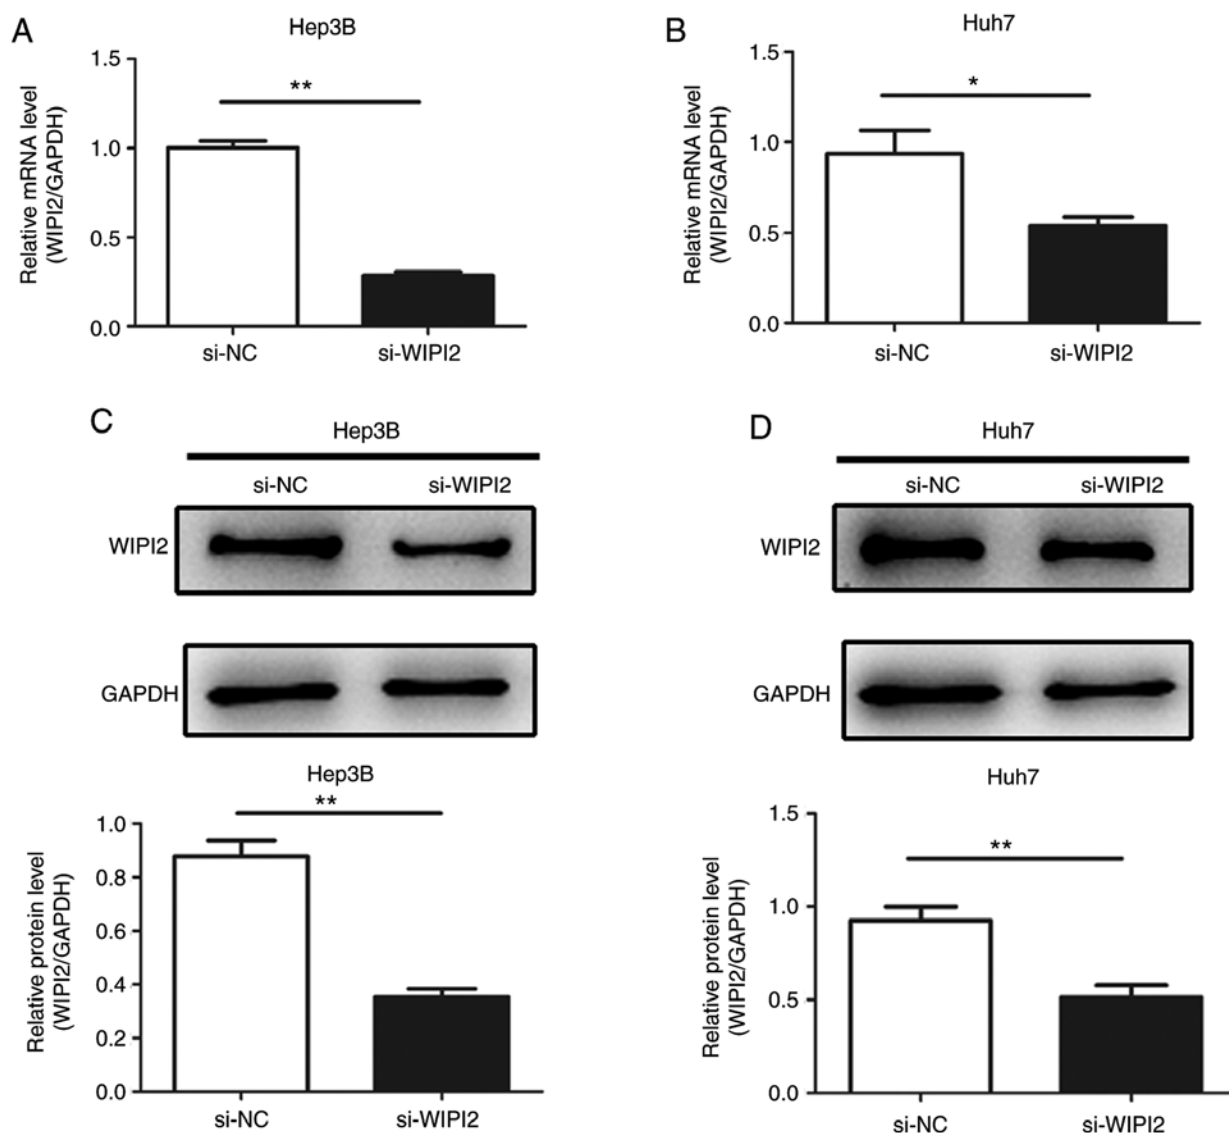 A
Hep3B
Relative mRNA level
(WIPI2/GAPDH)
1.5
1.0
0.5
0.0
**
si-NC
si-WIPI2
B
Huh7
Relative mRNA level
(WIPI2/GAPDH)
1.5
1.0
0.5
0.0
*
si-NC
si-WIPI2
C
Hep3B
si-NC
si-WIPI2
WIPI2
GAPDH
Hep3B
Relative protein level
(WIPI2/GAPDH)
1.0
0.8
0.6
0.4
0.2
0.0
**
si-NC
si-WIPI2
D
Huh7
si-NC
si-WIPI2
WIPI2
GAPDH
Huh7
Relative protein level
(WIPI2/GAPDH)
1.5
1.0
0.5
0.0
**
si-NC
si-WIPI2